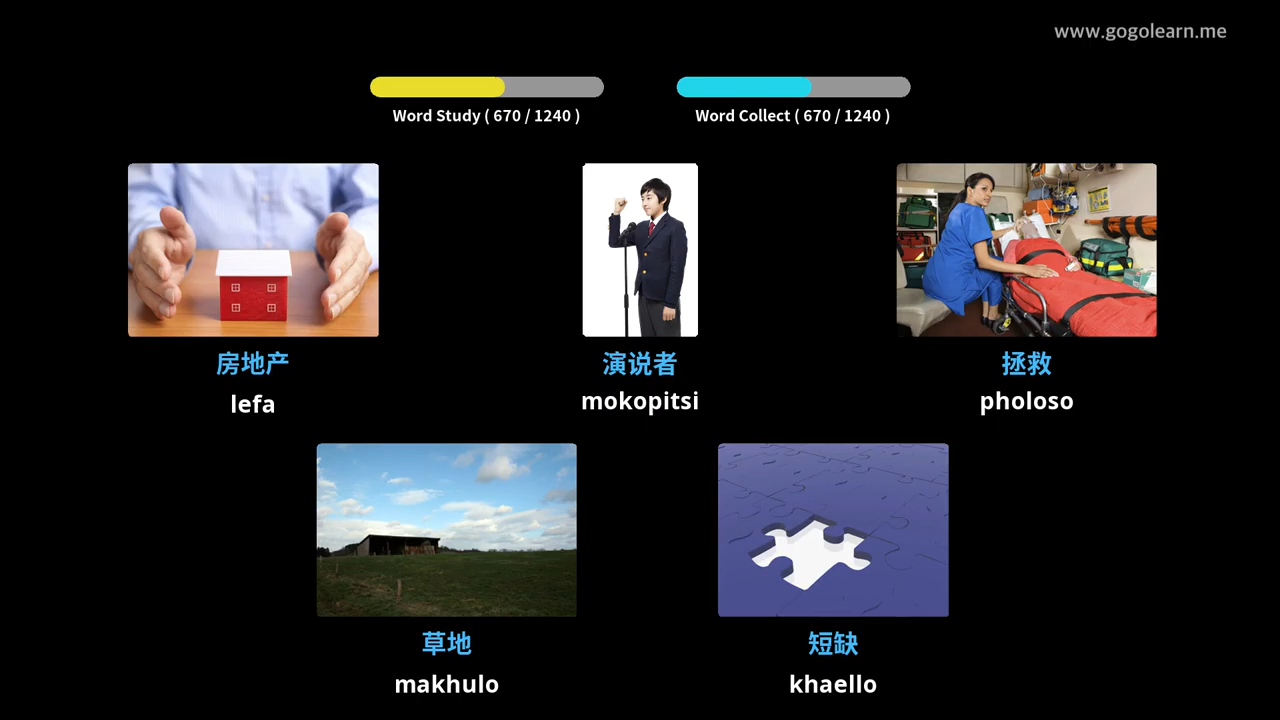 www.gogolearn.me
Word Study ( 670 / 1240 )
Word Collect ( 670 / 1240 )
房地产
lefa
演说者
mokopitsi
拯救
pholoso
草地
makhulo
短缺
khaello